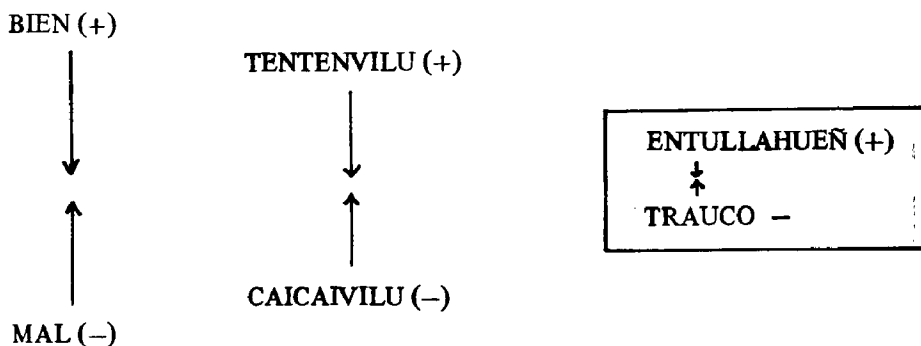 BIEN (+)
TENTENVILU (+)
ENTULLAHUEÑ (+)
TRAUCO –
CAICAIVILU (–)
MAL (–)